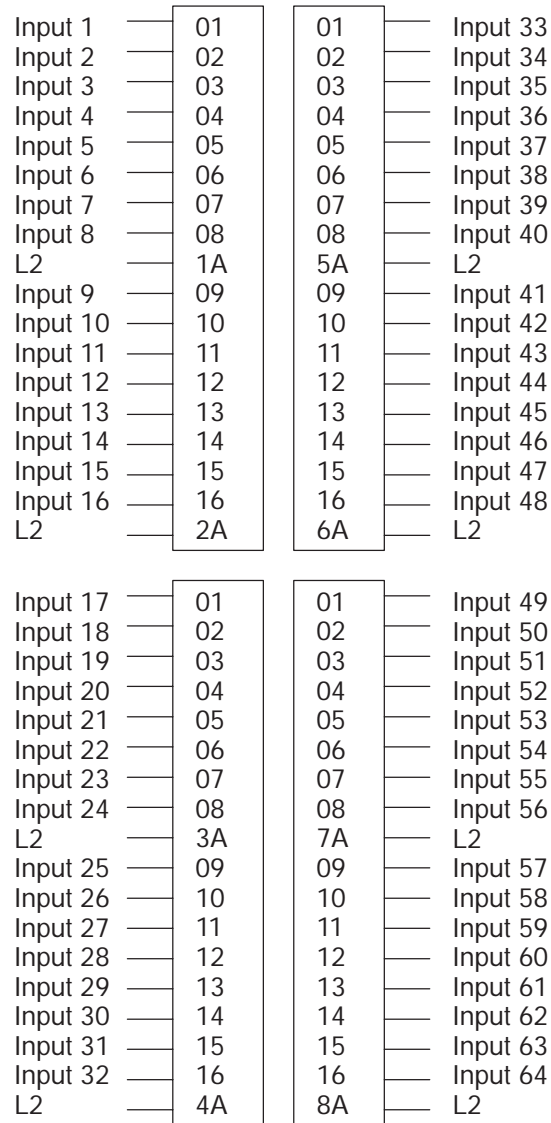 Input 1 01 01 Input 33
Input 2 02 02 Input 34
Input 3 03 03 Input 35
Input 4 04 04 Input 36
Input 5 05 05 Input 37
Input 6 06 06 Input 38
Input 7 07 07 Input 39
Input 8 08 08 Input 40
L2 1A 5A L2
Input 9 09 09 Input 41
Input 10 10 10 Input 42
Input 11 11 11 Input 43
Input 12 12 12 Input 44
Input 13 13 13 Input 45
Input 14 14 14 Input 46
Input 15 15 15 Input 47
Input 16 16 16 Input 48
L2 2A 6A L2
Input 17 01 01 Input 49
Input 18 02 02 Input 50
Input 19 03 03 Input 51
Input 20 04 04 Input 52
Input 21 05 05 Input 53
Input 22 06 06 Input 54
Input 23 07 07 Input 55
Input 24 08 08 Input 56
L2 3A 7A L2
Input 25 09 09 Input 57
Input 26 10 10 Input 58
Input 27 11 11 Input 59
Input 28 12 12 Input 60
Input 29 13 13 Input 61
Input 30 14 14 Input 62
Input 31 15 15 Input 63
Input 32 16 16 Input 64
L2 4A 8A L2